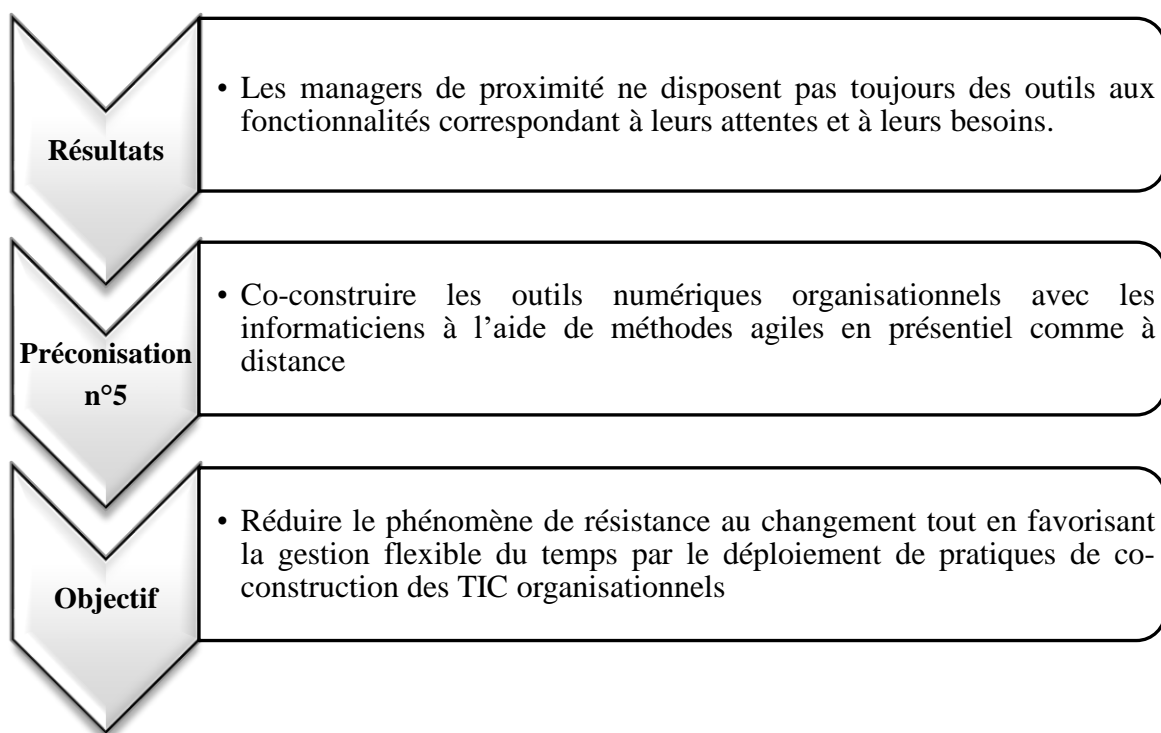 Résultats
• Les managers de proximité ne disposent pas toujours des outils aux
fonctionnalités correspondant à leurs attentes et à leurs besoins.
Préconisation
n°5
• Co-construire les outils numériques organisationnels avec les
informaticiens à l’aide de méthodes agiles en présentiel comme à
distance
Objectif
• Réduire le phénomène de résistance au changement tout en favorisant
la gestion flexible du temps par le déploiement de pratiques de co-
construction des TIC organisationnels